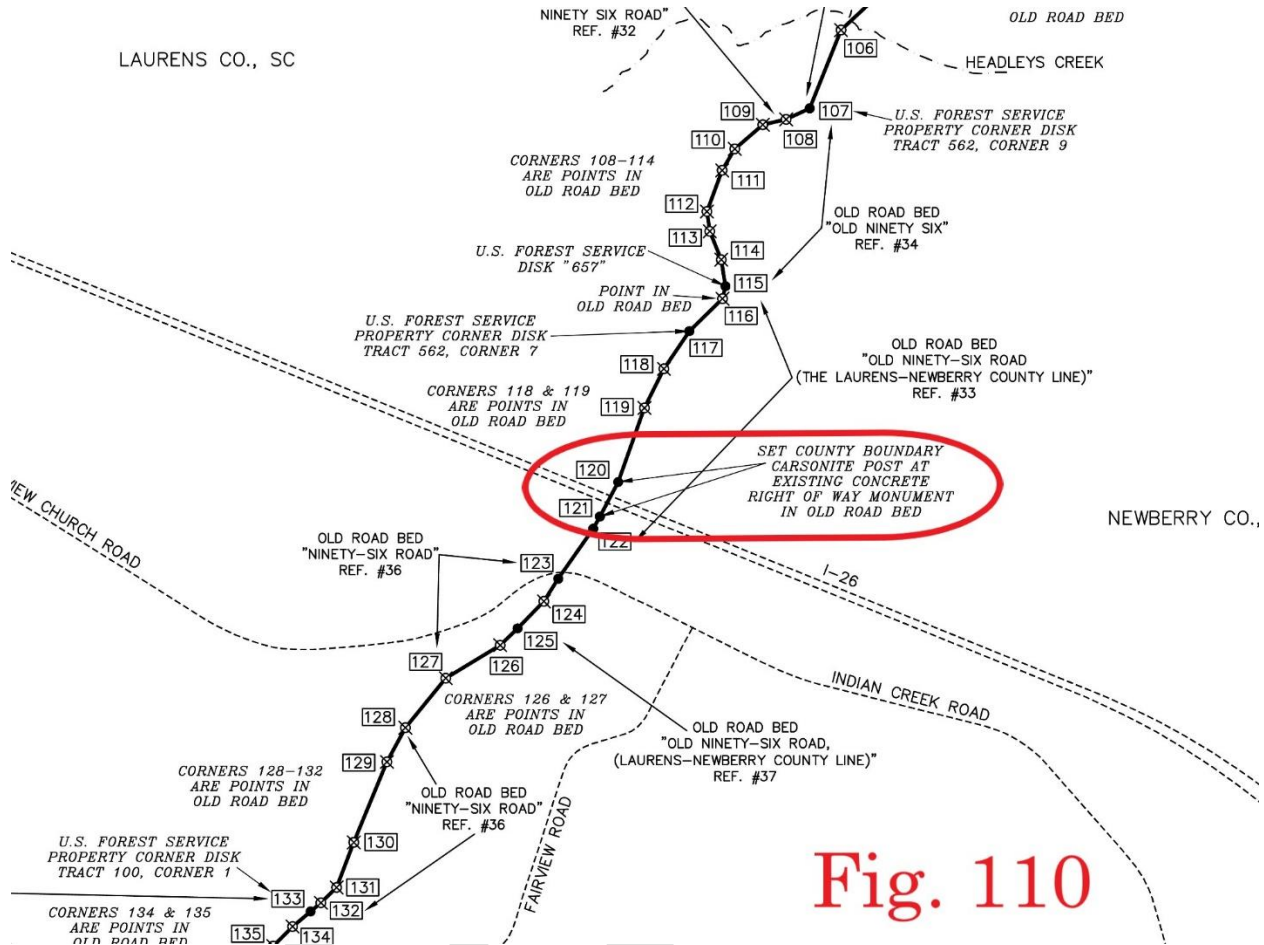 NINETY SIX ROAD"
REF. #32
OLD ROAD BED
106
HEADLEYS CREEK
LAURENS CO., SC
107
108
109
U.S. FOREST SERVICE
PROPERTY CORNER DISK
TRACT 562, CORNER 9
110
CORNERS 108-114
ARE POINTS IN
OLD ROAD BED
111
112
113
OLD ROAD BED
"OLD NINETY SIX"
REF. #34
114
U.S. FOREST SERVICE
DISK "657"
115
POINT IN
OLD ROAD BED
116
U.S. FOREST SERVICE
PROPERTY CORNER DISK
TRACT 562, CORNER 7
117
OLD ROAD BED
"OLD NINETY-SIX ROAD
(THE LAURENS-NEWBERRY COUNTY LINE)"
REF. #33
118
CORNERS 118 & 119
ARE POINTS IN
OLD ROAD BED
119
120
SET COUNTY BOUNDARY
CARSONITE POST AT
EXISTING CONCRETE
RIGHT OF WAY MONUMENT
IN OLD ROAD BED
121
122
NEWBERRY CO.,
VIEW CHURCH ROAD
OLD ROAD BED
"NINETY-SIX ROAD"
REF. #36
123
I-26
124
125
126
127
CORNERS 126 & 127
ARE POINTS IN
OLD ROAD BED
INDIAN CREEK ROAD
128
OLD ROAD BED
"OLD NINETY-SIX ROAD,
(LAURENS-NEWBERRY COUNTY LINE)"
REF. #37
129
CORNERS 128-132
ARE POINTS IN
OLD ROAD BED
OLD ROAD BED
"NINETY-SIX ROAD"
REF. #36
130
FAIRVIEW ROAD
U.S. FOREST SERVICE
PROPERTY CORNER DISK
TRACT 100, CORNER 1
131
132
133
CORNERS 134 & 135
ARE POINTS IN
OLD ROAD BED
134
135
Fig. 110